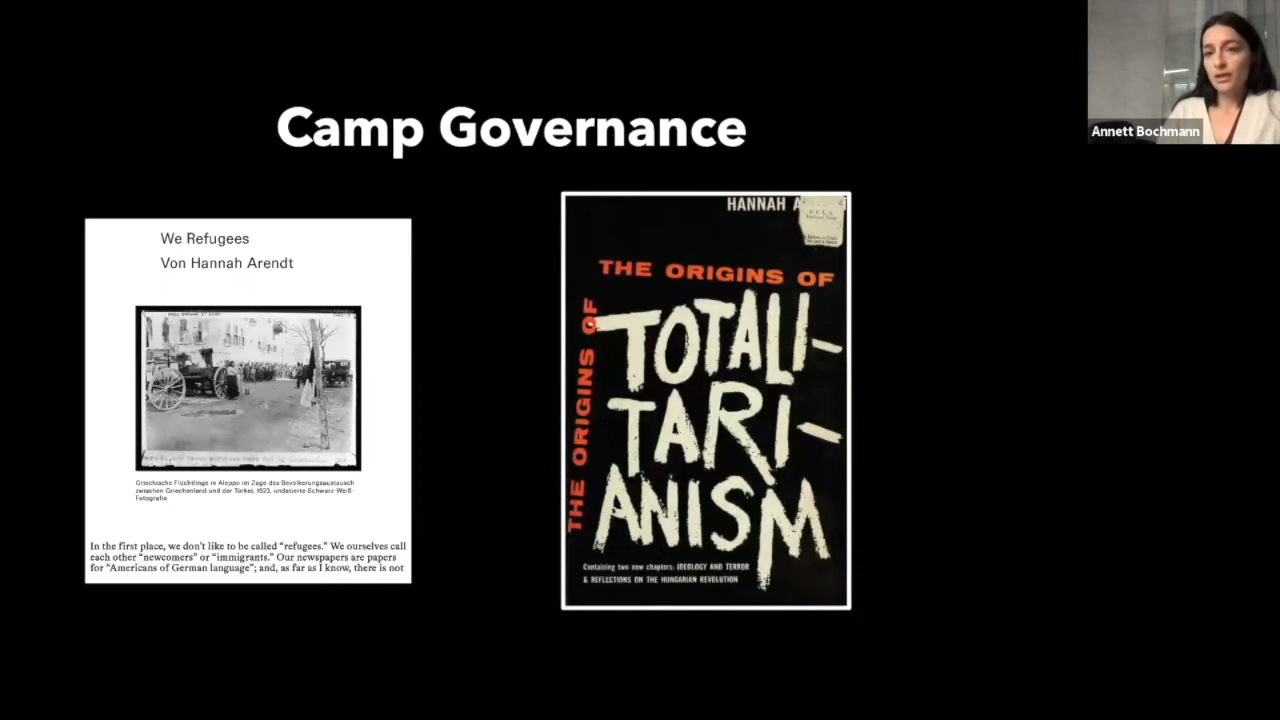 Camp Governance
Annett Bochmann
We Refugees
Von Hannah Arendt
Griechische Flüchtlinge in Aleppo im Zuge des Bevölkerungsaustausch
zwischen Griechenland und der Türkei, 1923, undatierte Schwarz-Weiß-
Fotografie
In the first place, we don't like to be called “refugees.” We ourselves call
each other “newcomers” or “immigrants.” Our newspapers are papers
for “Americans of German language”; and, as far as I know, there is not
HANNAH
THE ORIGINS OF
THE ORIGINS OF
TOTALI-
TARI-
ANISM
Containing two new chapters: IDEOLOGY AND TERROR
& REFLECTIONS ON THE HUNGARIAN REVOLUTION